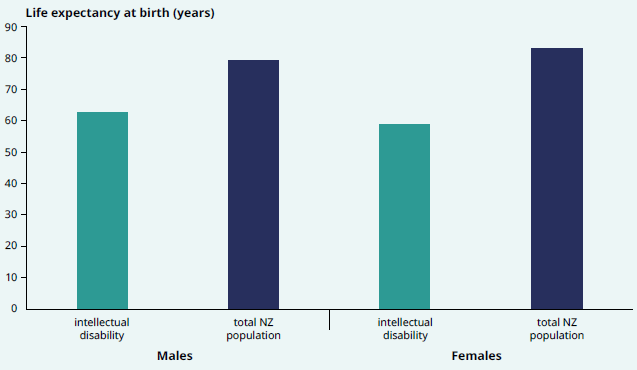 Life expectancy at birth (years)
90
80
70
60
50
40
30
20
10
0
intellectual
disability
total NZ
population
intellectual
disability
total NZ
population
Males
Females